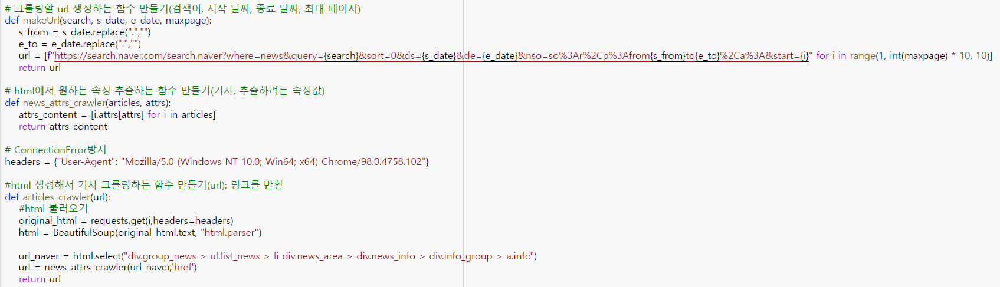 # 크롤링할 url 생성하는 함수 만들기(검색어, 시작 날짜, 종료 날짜, 최대 페이지)
def makeUrl(search, s_date, e_date, maxpage):
    s_from = s_date.replace(".","")
    e_to = e_date.replace(".","")
    url = [f"https://search.naver.com/search.naver?where=news&query={search}&sort=0&ds={s_date}&de={e_date}&nso=so%3Ar%2Cp%3Afrom{s_from}to{e_to}%2Ca%3A&start={i}" for i in range(1, int(maxpage) * 10, 10)]
    return url
# html에서 원하는 속성 추출하는 함수 만들기(기사, 추출하려는 속성값)
def news_attrs_crawler(articles, attrs):
    attrs_content = [i.attrs[attrs] for i in articles]
    return attrs_content
# ConnectionError방지
headers = {"User-Agent": "Mozilla/5.0 (Windows NT 10.0; Win64; x64) Chrome/98.0.4758.102"}
#html 생성해서 기사 크롤링하는 함수 만들기(url): 링크를 반환
def articles_crawler(url):
    #html 불러오기
    original_html = requests.get(i,headers=headers)
    html = BeautifulSoup(original_html.text, "html.parser")
    url_naver = html.select("div.group_news > ul.list_news > li div.news_area > div.news_info > div.info_group > a.info")
    url = news_attrs_crawler(url_naver,'href')
    return url